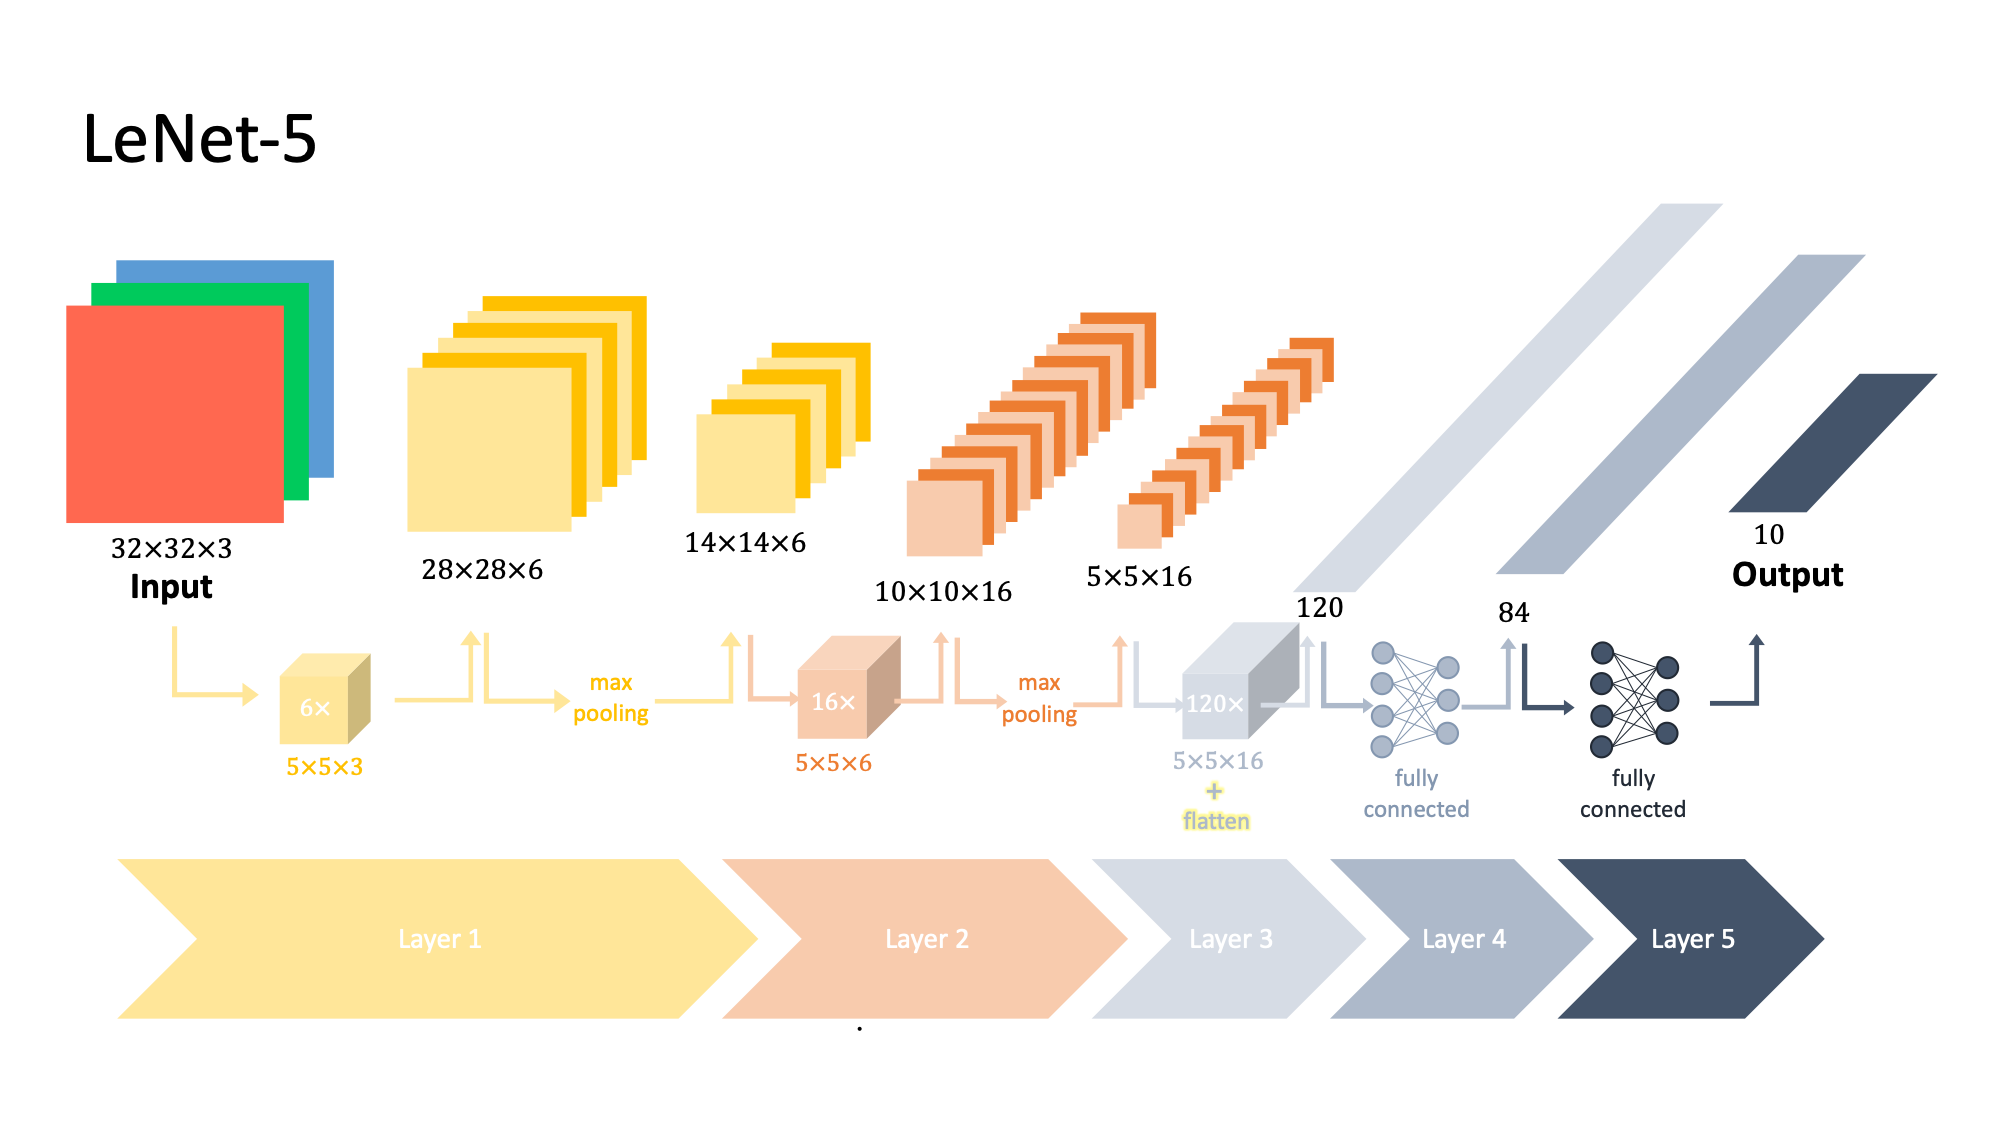 LeNet-5
32×32×3
Input
28×28×6
14×14×6
10×10×16
5×5×16
120
84
10
Output
6×
5×5×3
max
pooling
16×
5×5×6
max
pooling
120×
5×5×16
+
flatten
fully
connected
fully
connected
Layer 1
Layer 2
Layer 3
Layer 4
Layer 5
.